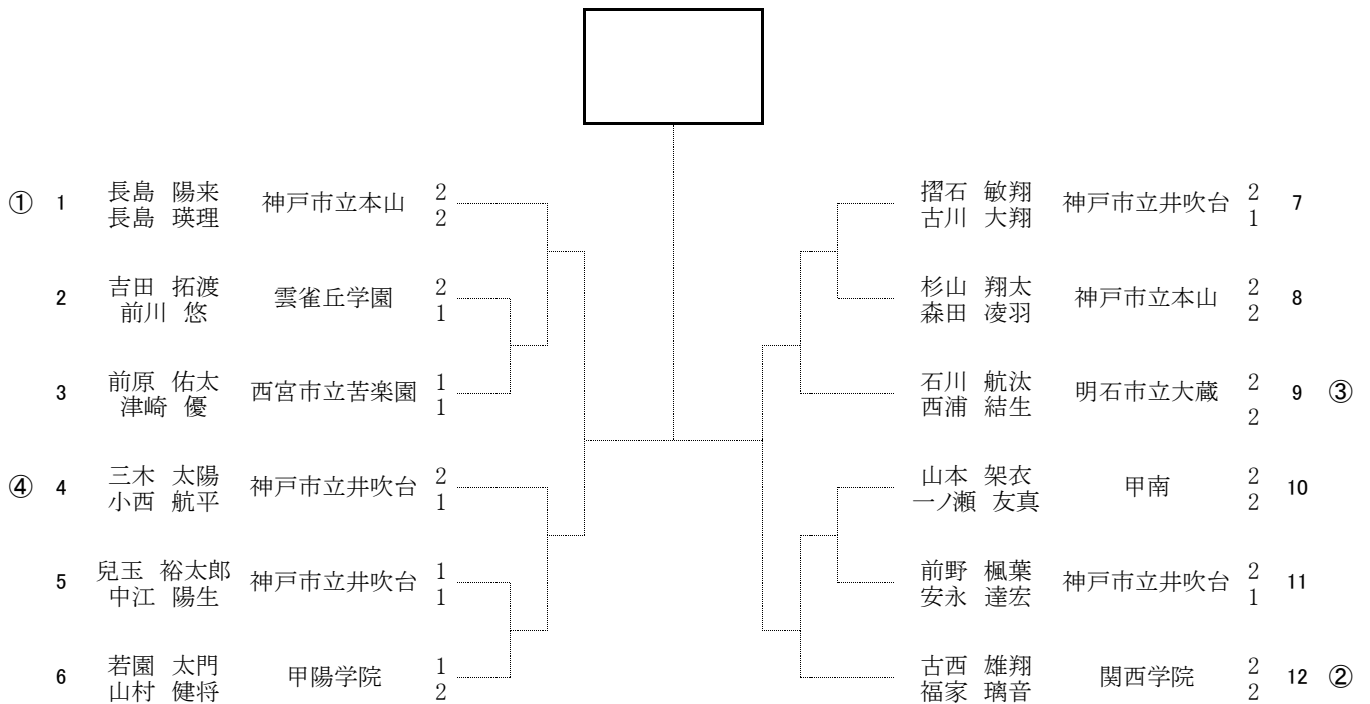 ① 1 長島 陽来 神戸市立本山 2
長島 瑛理 2
2 吉田 拓渡 雲雀丘学園 2
前川 悠 1
3 前原 佑太 西宮市立苦楽園 1
津崎 優 1
④ 4 三木 太陽 神戸市立井吹台 2
小西 航平 1
5 兒玉 裕太郎 神戸市立井吹台 1
中江 陽生 1
6 若園 太門 甲陽学院 1
山村 健将 2
摺石 敏翔 神戸市立井吹台 2 7
古川 大翔 1
杉山 翔太 神戸市立本山 2 8
森田 凌羽 2
石川 航汰 明石市立大蔵 2 9 ③
西浦 結生 2
山本 架衣 甲南 2 10
一ノ瀬 友真 2
前野 楓葉 神戸市立井吹台 2 11
安永 達宏 1
古西 雄翔 関西学院 2 12 ②
福家 璃音 2